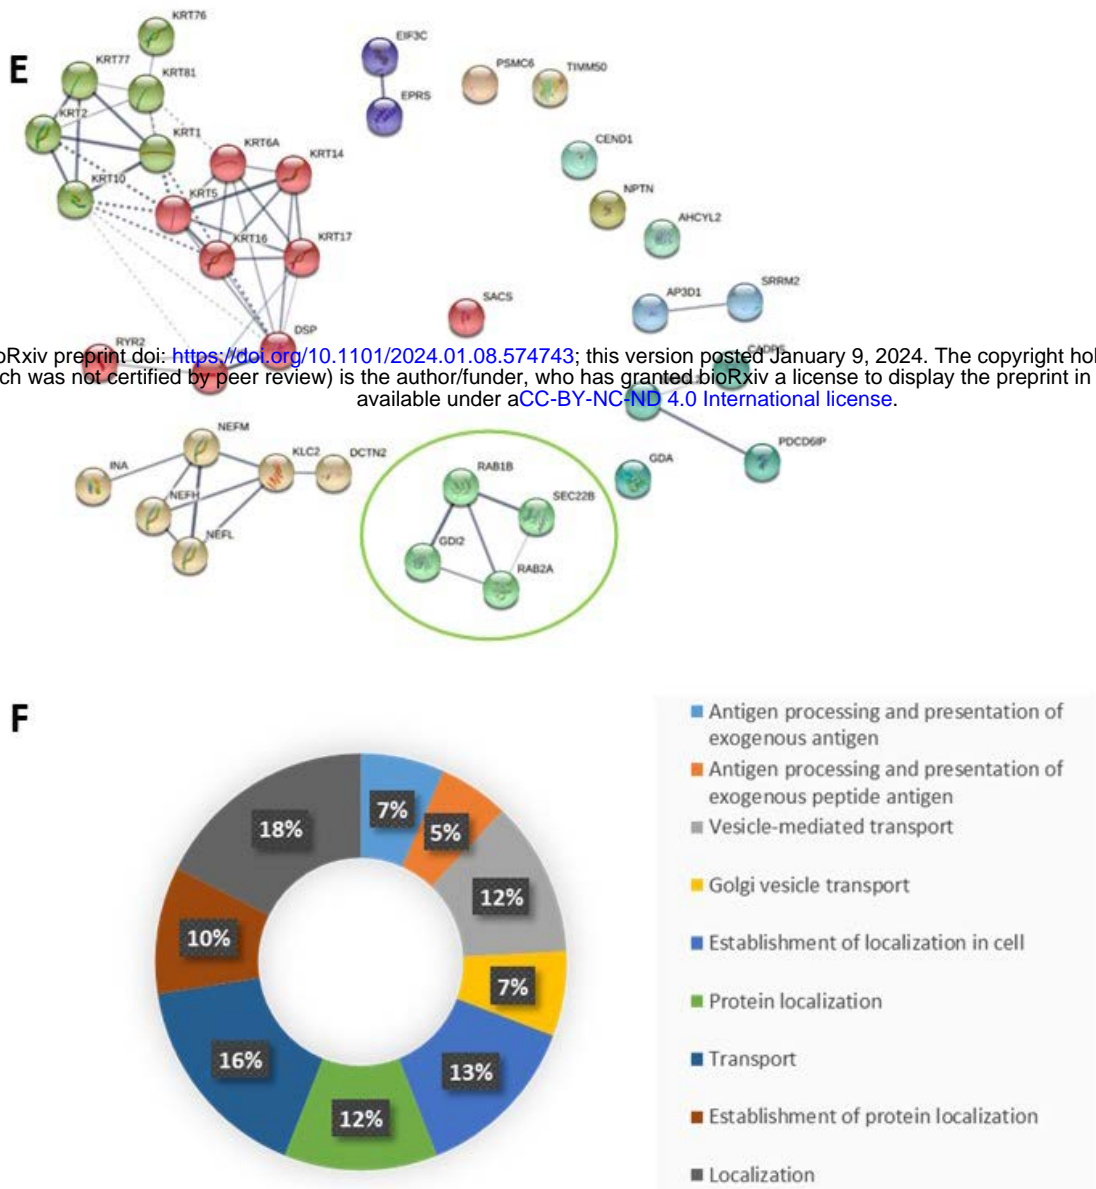 E
KRT76
KRT77
KRT81
KRT2
KRT1
KRT10
KRT6A
KRT14
KRT5
KRT16
KRT17
DSP
RYR2
EIF3C
EPRS
PSMC6
TIMM50
CEND1
NPTN
AHCYL2
AP3D1
SRRM2
SACS
CADPS
oRxiv preprint doi: https://doi.org/10.1101/2024.01.08.574743; this version posted January 9, 2024. The copyright hol
ch was not certified by peer review) is the author/funder, who has granted bioRxiv a license to display the preprint in
available under aCC-BY-NC-ND 4.0 International license.
NEFM
INA
KLC2
DCTN2
NEFH
NEFL
RAB1B
SEC22B
GDI2
RAB2A
GDA
PDCD6IP
F
7%
5%
12%
7%
13%
12%
16%
10%
18%
Antigen processing and presentation of
exogenous antigen
Antigen processing and presentation of
exogenous peptide antigen
Vesicle-mediated transport
Golgi vesicle transport
Establishment of localization in cell
Protein localization
Transport
Establishment of protein localization
Localization